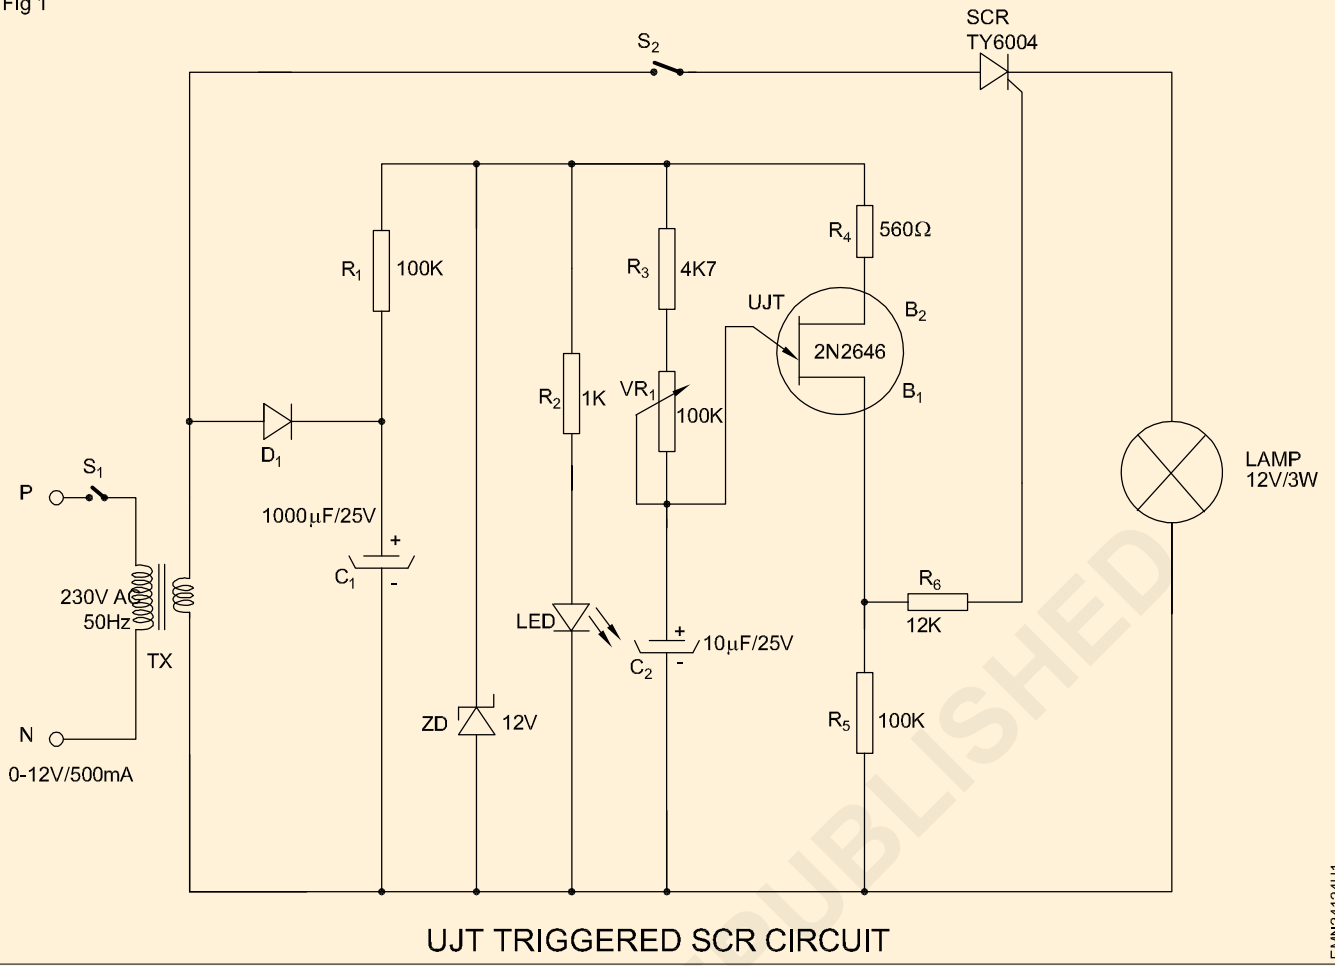 Fig 1
SCR
TY6004
S2
R4 560Ω
R1 100K
R3 4K7
UJT
B2
2N2646
R2 1K
VR1
100K
B1
D1
LAMP
12V/3W
S1
P
1000µF/25V
+
C1
-
230V AC
50Hz
TX
R6
12K
LED
+
10µF/25V
C2
-
ZD 12V
R5 100K
N
0-12V/500mA
UJT TRIGGERED SCR CIRCUIT